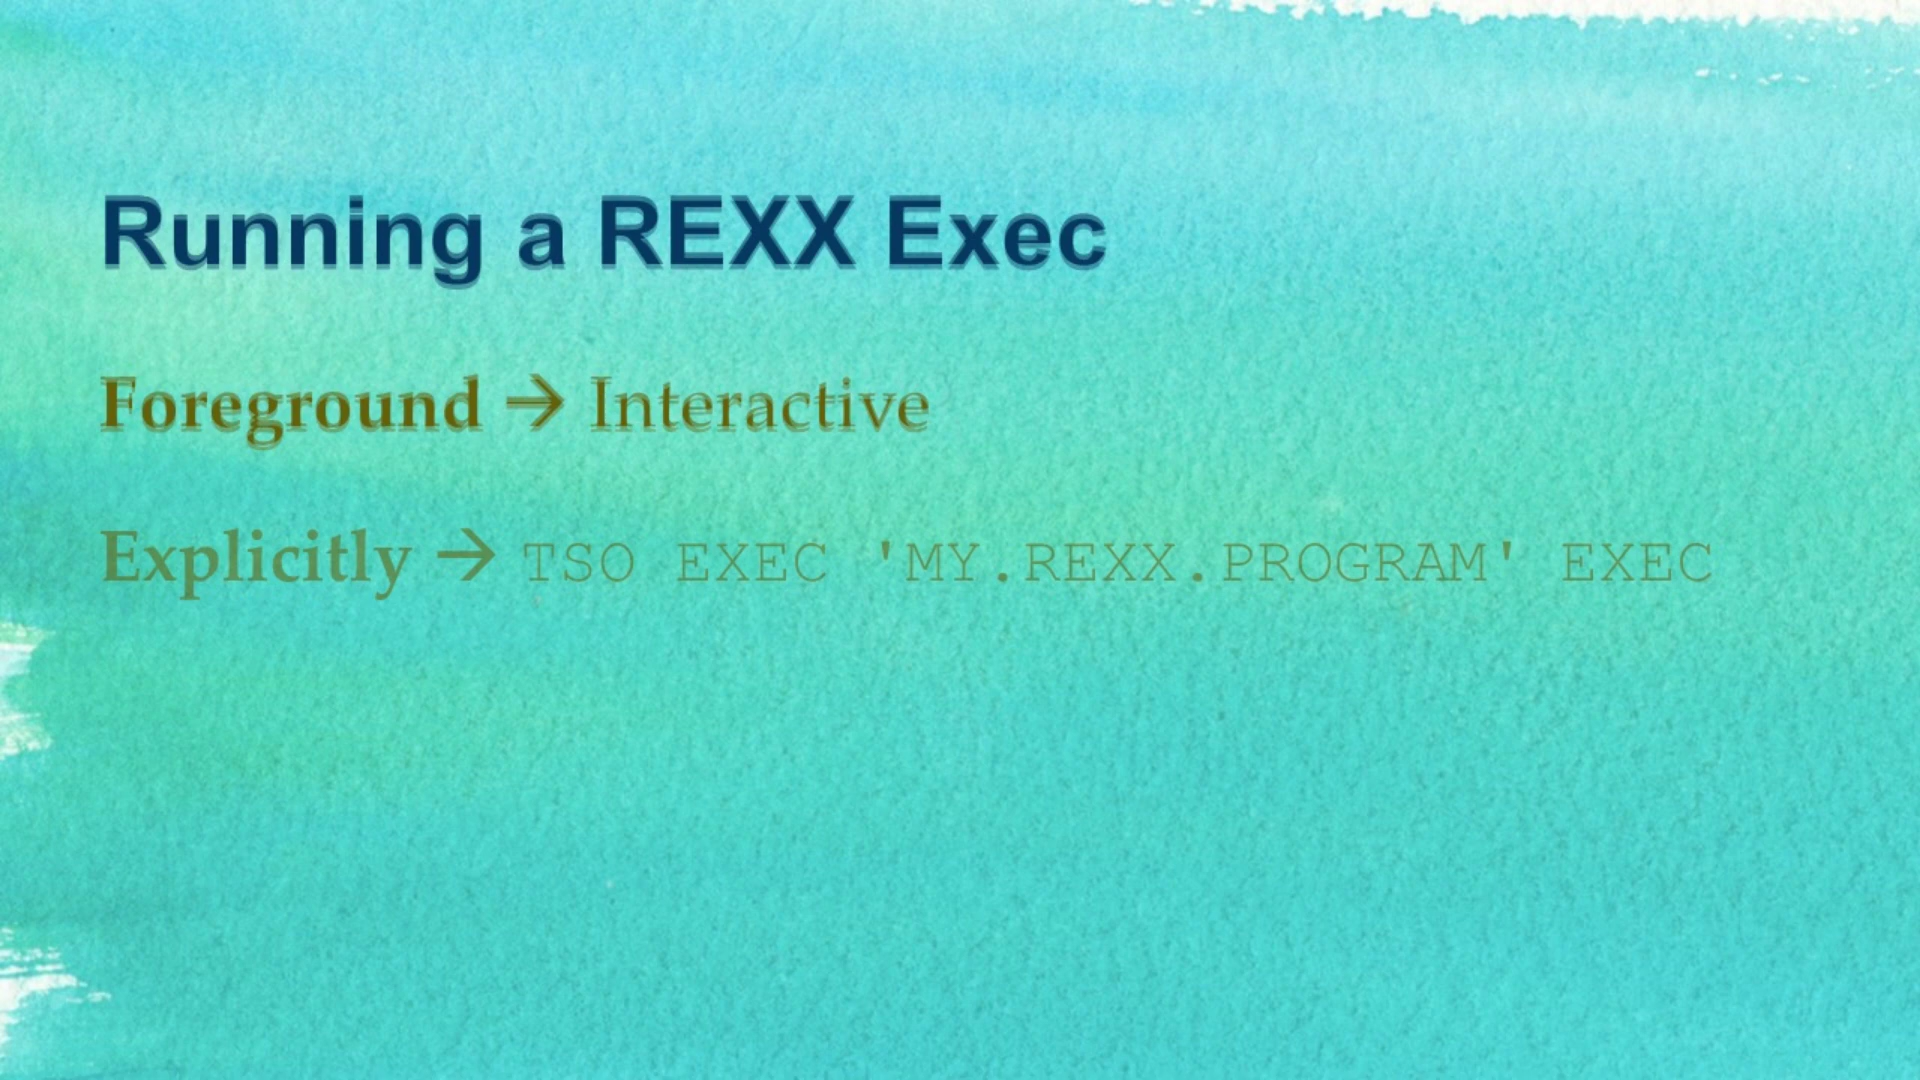 Running a REXX Exec
Foreground → Interactive
Explicitly → TSO EXEC 'MY.REXX.PROGRAM' EXEC